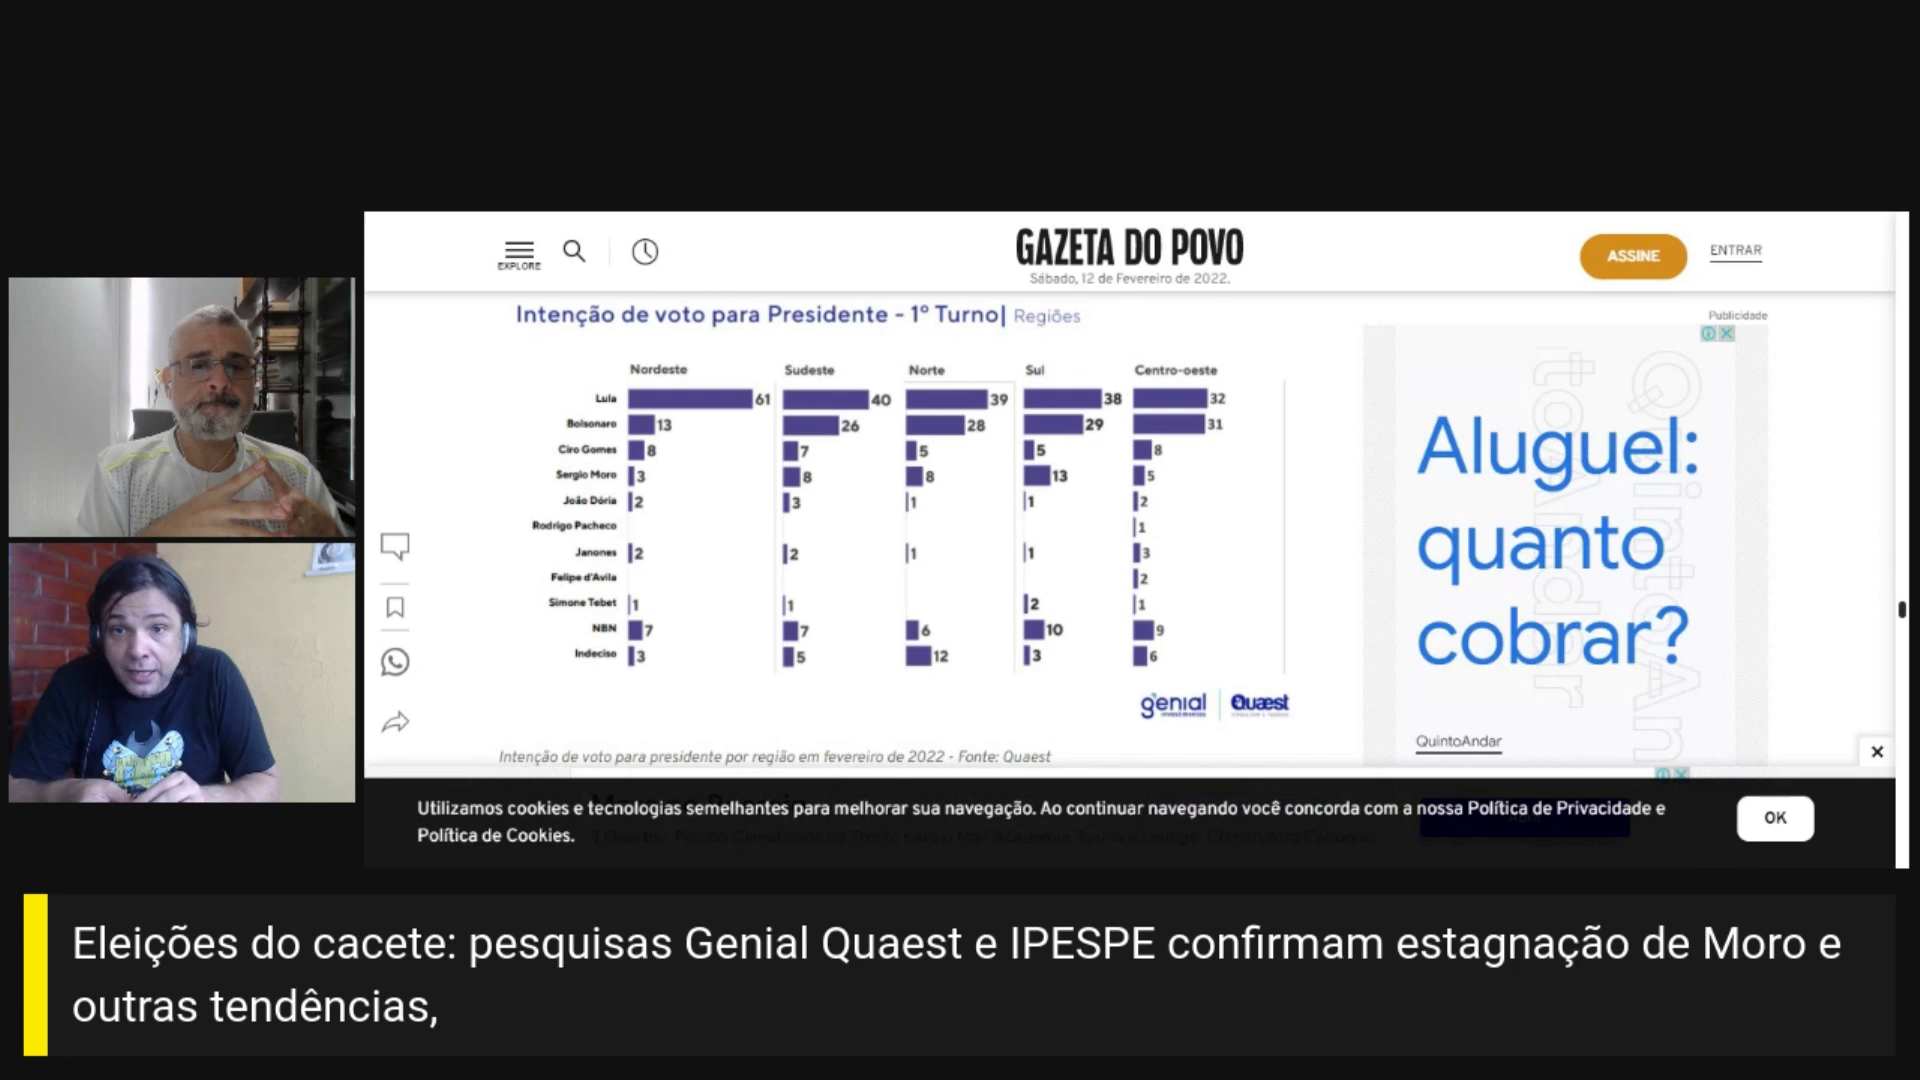 EXPLORE
GAZETA DO POVO
Sábado, 12 de Fevereiro de 2022.
ASSINE
ENTRAR
Intenção de voto para Presidente - 1º Turno| Regiões
Nordeste Sudeste Norte Sul Centro-oeste
Lula 61 40 39 38 32
Bolsonaro 13 26 28 29 31
Ciro Gomes 8 7 5 5 8
Sergio Moro 3 8 8 13 5
João Dória 2 3 1 1 2
Rodrigo Pacheco 1
Janones 2 2 1 1 3
Felipe d'Avila 2
Simone Tebet 1 1 2 1
NBN 7 7 6 10 9
Indeciso 3 5 12 3 6
genial
investimentos
Quaest
Intenção de voto para presidente por região em fevereiro de 2022 - Fonte: Quaest
Publicidade
QuintoAndar
Aluguel:
quanto
cobrar?
QuintoAndar
Utilizamos cookies e tecnologias semelhantes para melhorar sua navegação. Ao continuar navegando você concorda com a nossa Política de Privacidade e
Política de Cookies.
OK
Eleições do cacete: pesquisas Genial Quaest e IPESPE confirmam estagnação de Moro e
outras tendências,